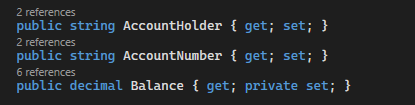 2 references
public string AccountHolder { get; set; }
2 references
public string AccountNumber { get; set; }
6 references
public decimal Balance { get; private set; }